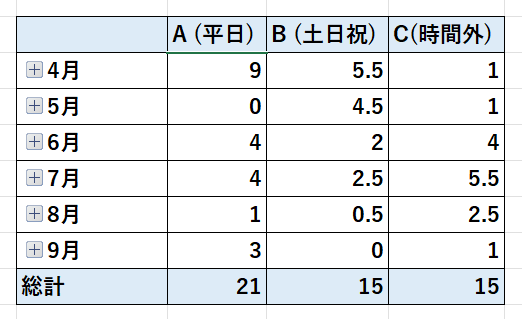 A (平日) B (土日祝) C(時間外)
4月 9 5.5 1
5月 0 4.5 1
6月 4 2 4
7月 4 2.5 5.5
8月 1 0.5 2.5
9月 3 0 1
総計 21 15 15